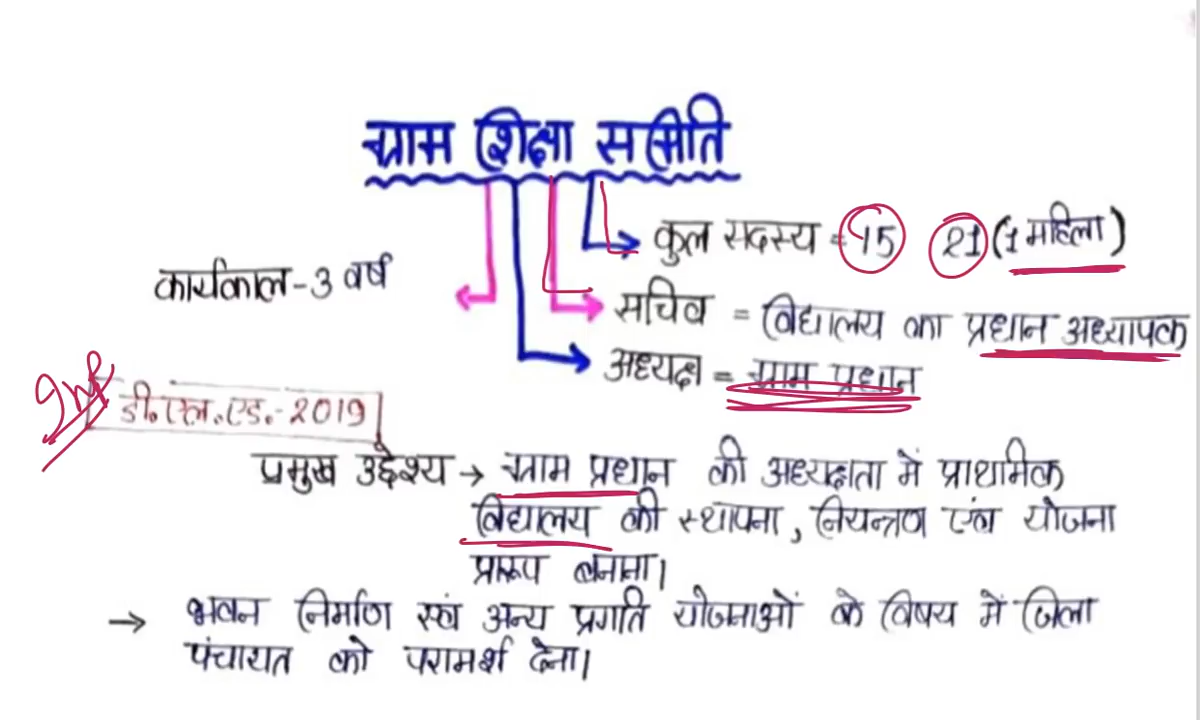 ग्राम शिक्षा समिति
कुल सदस्य = 15 21 (1 महिला)
कार्यकाल-3 वर्ष
सचिव = विद्यालय का प्रधान अध्यापक
अध्यक्ष = ग्राम प्रधान
Imp डी.एल.एड.-2019
प्रमुख उद्देश्य → ग्राम प्रधान की अध्यक्षता में प्राथमिक
विद्यालय की स्थापना, नियन्त्रण एवं योजना
प्रारूप बनाना।
→ भवन निर्माण एवं अन्य प्रगति योजनाओं के विषय में जिला
पंचायत को परामर्श देना।